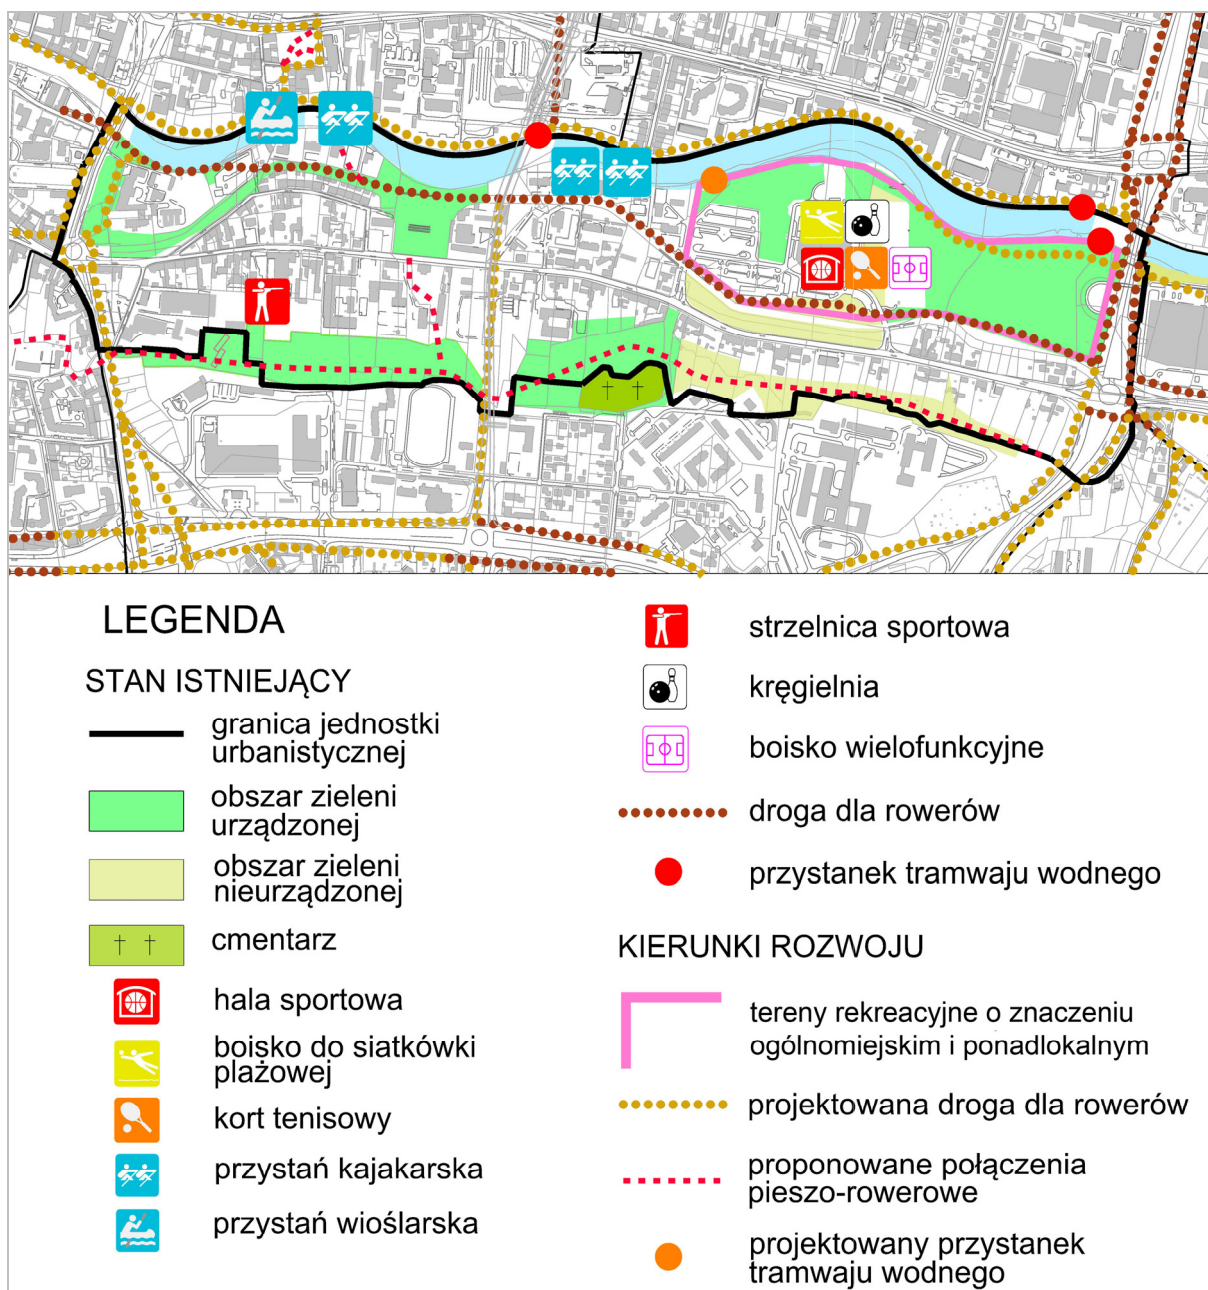 LEGENDA
STAN ISTNIEJĄCY
granica jednostki
urbanistycznej
obszar zieleni
urządzonej
obszar zieleni
nieurządzonej
cmentarz
hala sportowa
boisko do siatkówki
plażowej
kort tenisowy
przystań kajakarska
przystań wioślarska
strzelnica sportowa
kręgielnia
boisko wielofunkcyjne
droga dla rowerów
przystanek tramwaju wodnego
KIERUNKI ROZWOJU
tereny rekreacyjne o znaczeniu
ogólnomiejskim i ponadlokalnym
projektowana droga dla rowerów
proponowane połączenia
pieszo-rowerowe
projektowany przystanek
tramwaju wodnego